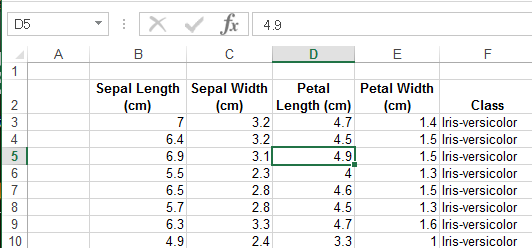 D5 fx 4.9
A B C D E F
1
2 Sepal Length (cm) Sepal Width (cm) Petal Length (cm) Petal Width (cm) Class
3 7 3.2 4.7 1.4 Iris-versicolor
4 6.4 3.2 4.5 1.5 Iris-versicolor
5 6.9 3.1 4.9 1.5 Iris-versicolor
6 5.5 2.3 4 1.3 Iris-versicolor
7 6.5 2.8 4.6 1.5 Iris-versicolor
8 5.7 2.8 4.5 1.3 Iris-versicolor
9 6.3 3.3 4.7 1.6 Iris-versicolor
10 4.9 2.4 3.3 1 Iris-versicolor